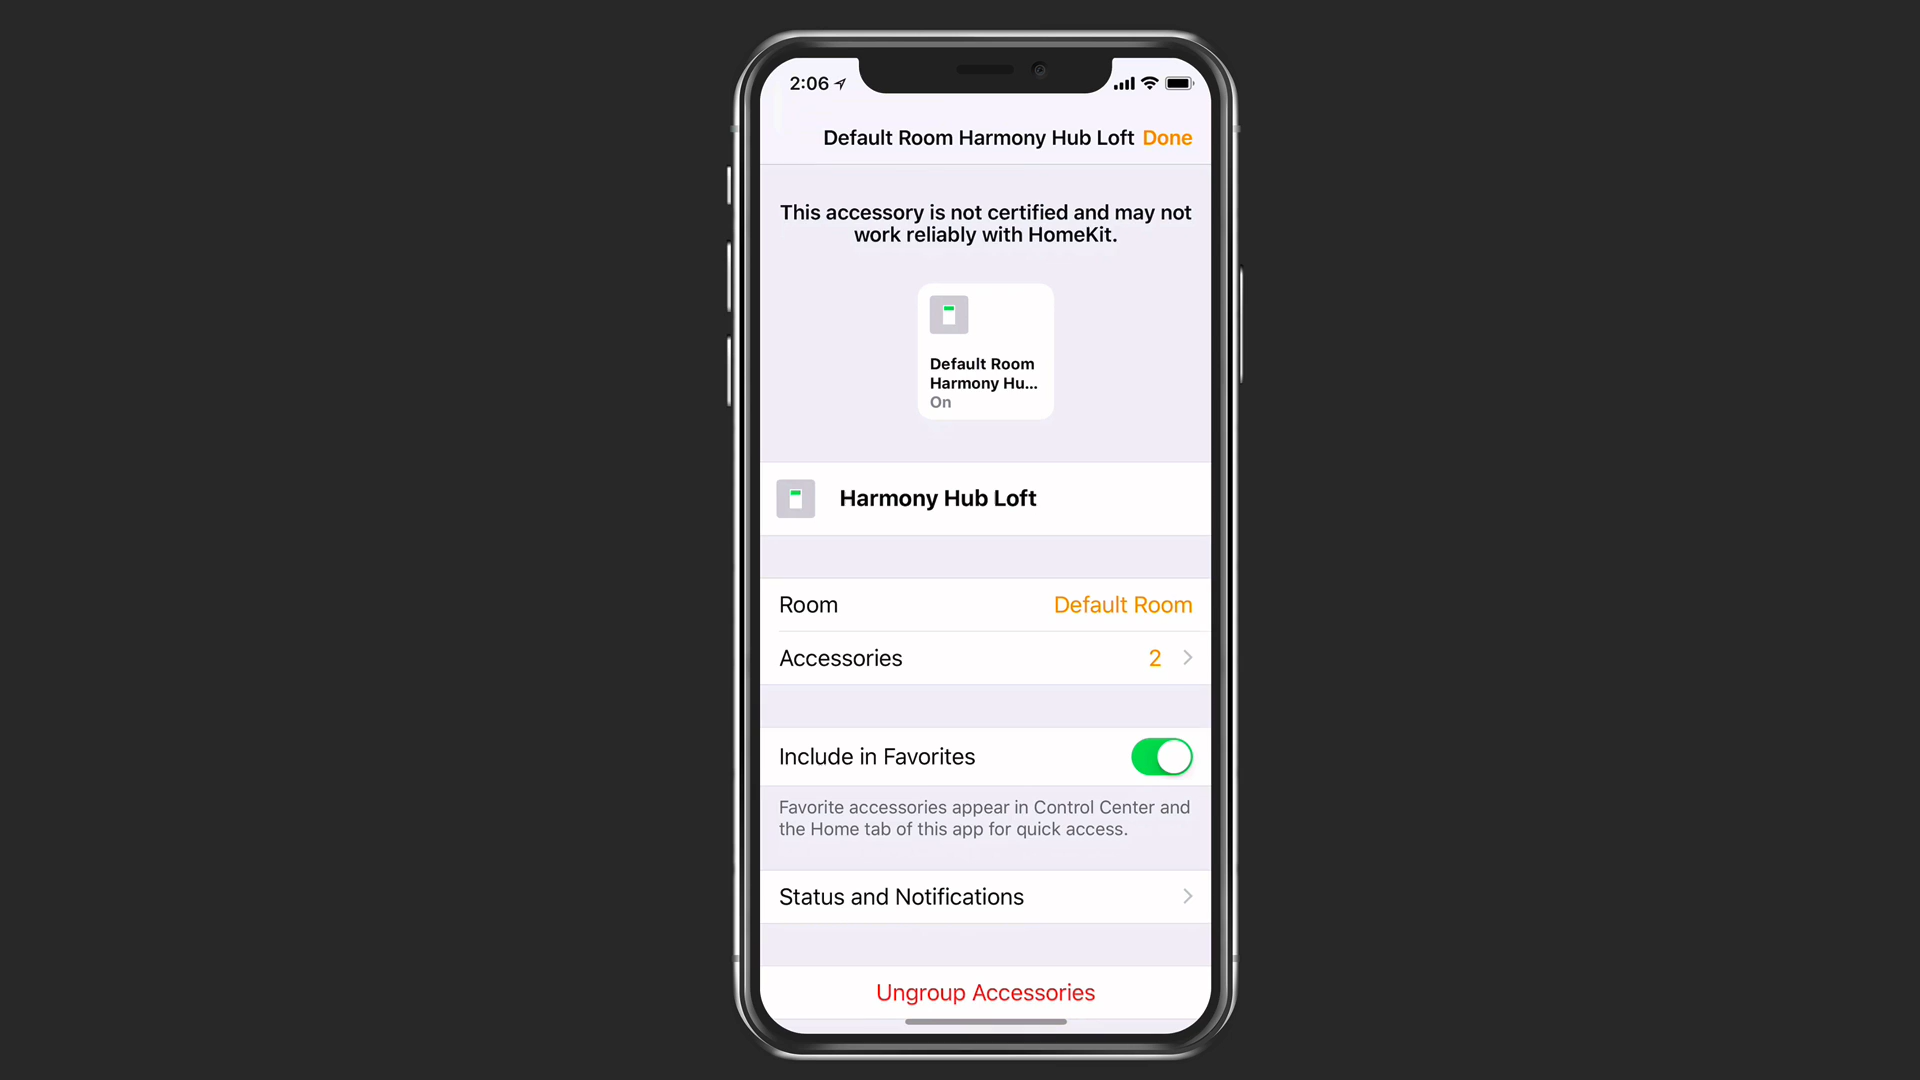 2:06
Default Room Harmony Hub Loft Done
This accessory is not certified and may not
work reliably with HomeKit.
Default Room
Harmony Hu...
On
Harmony Hub Loft
Room Default Room
Accessories 2
Include in Favorites
Favorite accessories appear in Control Center and
the Home tab of this app for quick access.
Status and Notifications
Ungroup Accessories